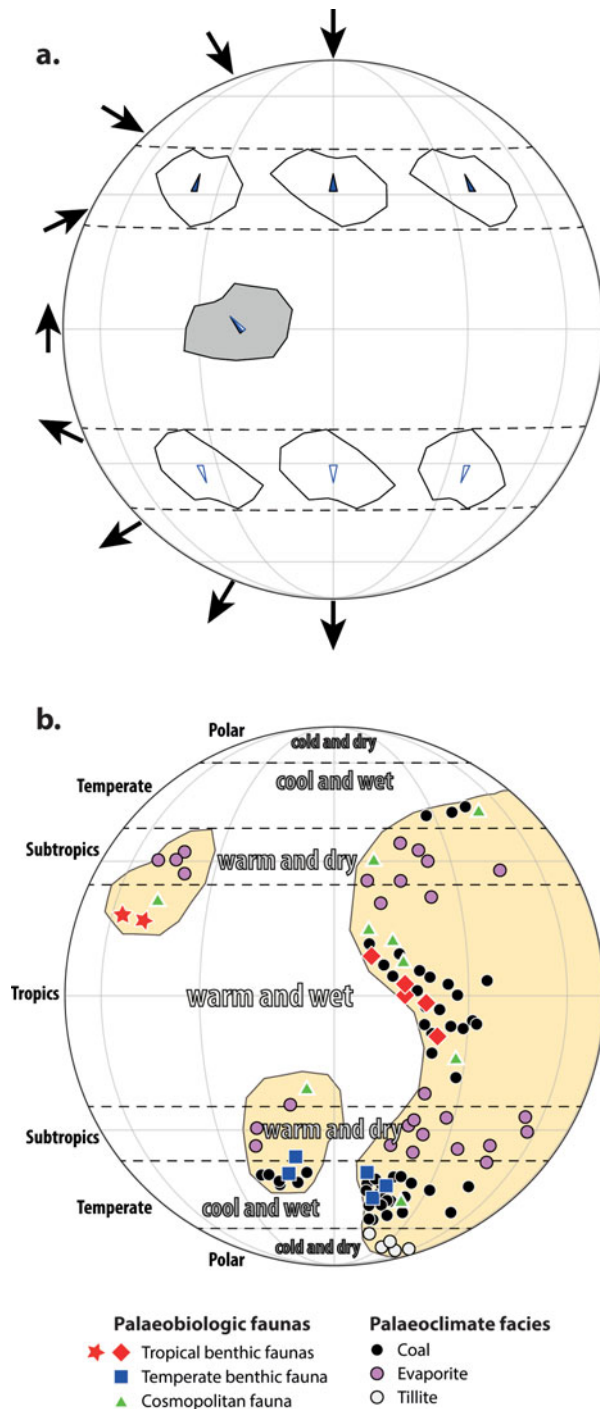 a.
b.
Polar
cold and dry
Temperate
cool and wet
Subtropics
warm and dry
Tropics
warm and wet
Subtropics
warm and dry
Temperate
cool and wet
Polar
cold and dry
Palaeobiologic faunas
Tropical benthic faunas
Temperate benthic fauna
Cosmopolitan fauna
Palaeoclimate facies
Coal
Evaporite
Tillite